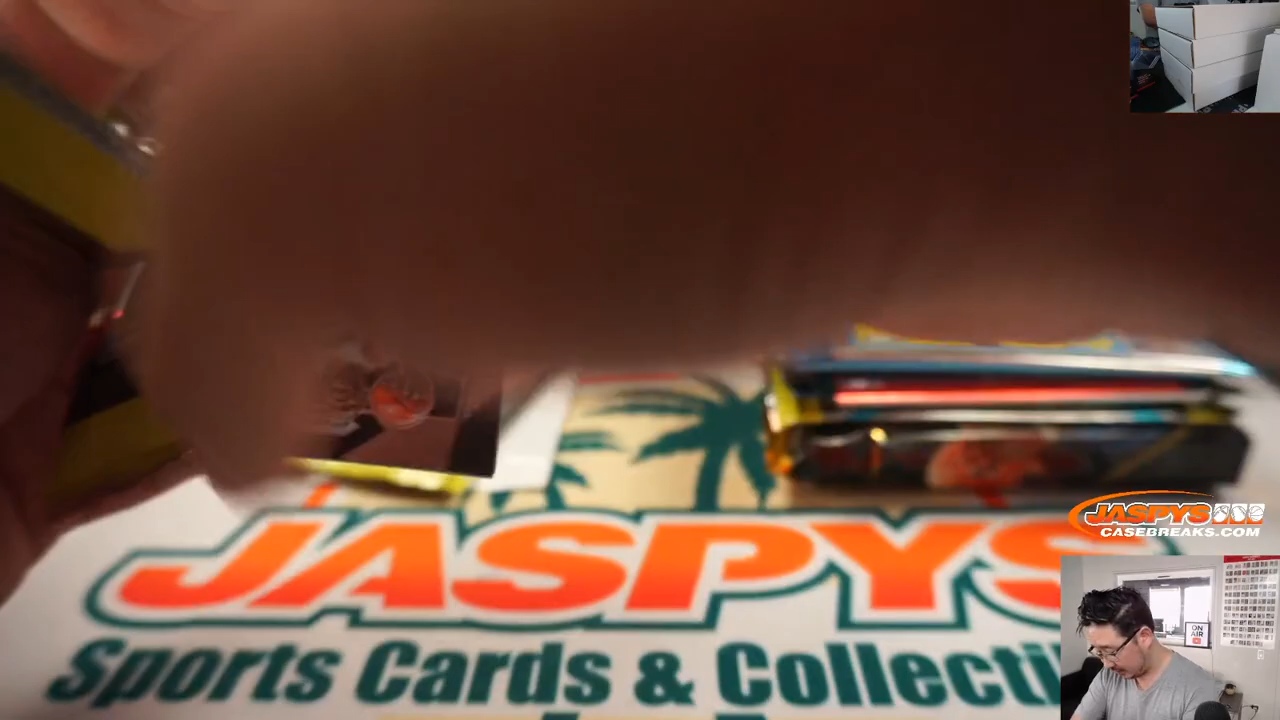 JASPYS
CASEBREAKS.COM
JASPYS
Sports Cards & Collecti
ON
AIR